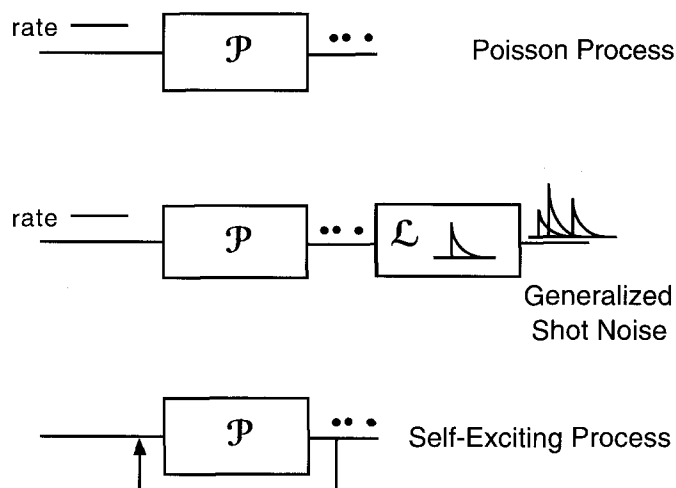 rate
𝒫
Poisson Process
rate
𝒫
ℒ
Generalized
Shot Noise
𝒫
Self-Exciting Process